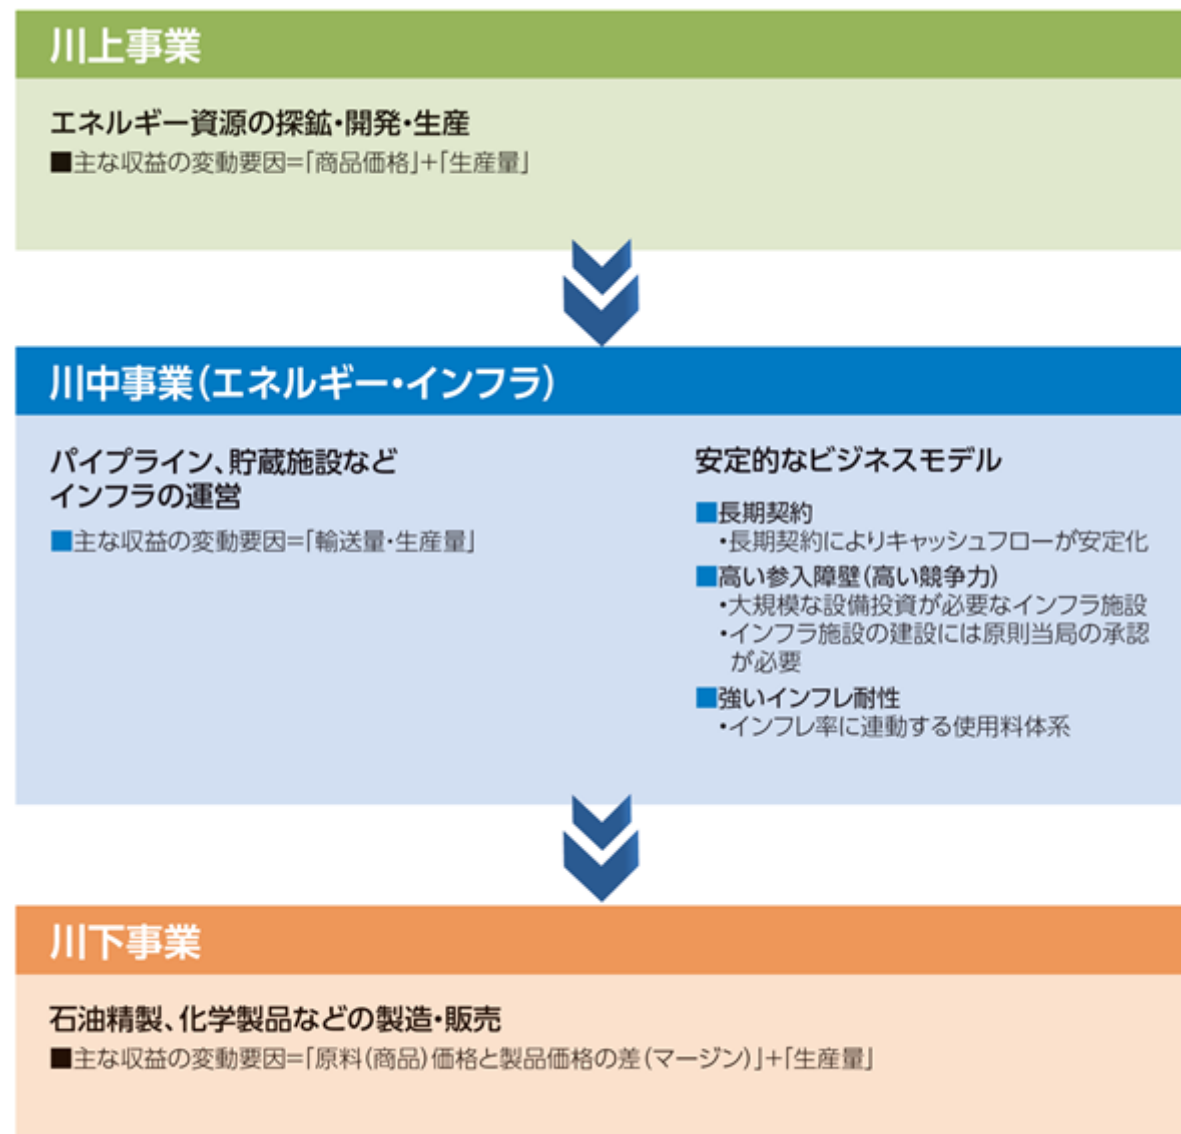 川上事業
エネルギー資源の探鉱・開発・生産
■主な収益の変動要因=「商品価格」+「生産量」
川中事業(エネルギー・インフラ)
パイプライン、貯蔵施設など
インフラの運営
■主な収益の変動要因=「輸送量・生産量」
安定的なビジネスモデル
■長期契約
・長期契約によりキャッシュフローが安定化
■高い参入障壁(高い競争力)
・大規模な設備投資が必要なインフラ施設
・インフラ施設の建設には原則当局の承認
が必要
■強いインフレ耐性
・インフレ率に連動する使用料体系
川下事業
石油精製、化学製品などの製造・販売
■主な収益の変動要因=「原料(商品)価格と製品価格の差(マージン)」+「生産量」